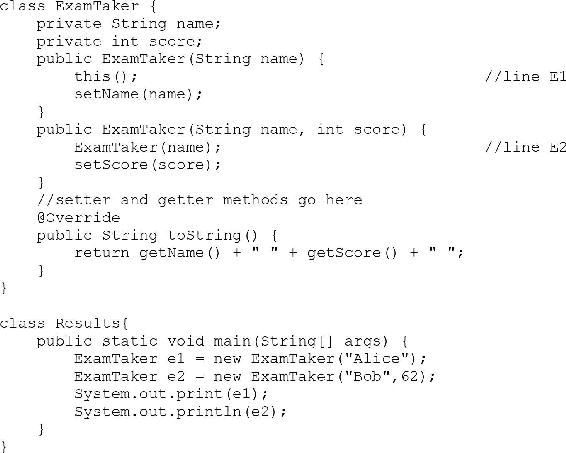 class ExamTaker {
    private String name;
    private int score;
    public ExamTaker(String name) {
        this();                                    //line E1
        setName(name);
    }
    public ExamTaker(String name, int score) {
        ExamTaker(name);                           //line E2
        setScore(score);
    }
    //setter and getter methods go here
    @Override
    public String toString() {
        return getName() + " " + getScore() + " ";
    }
}

class Results{
    public static void main(String[] args) {
        ExamTaker e1 = new ExamTaker("Alice");
        ExamTaker e2 = new ExamTaker("Bob",62);
        System.out.print(e1);
        System.out.println(e2);
    }
}